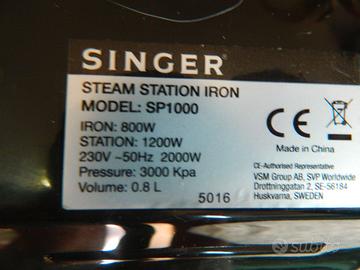 SINGER
STEAM STATION IRON
MODEL: SP1000
IRON: 800W
STATION: 1200W
230V ~50Hz 2000W
Pressure: 3000 Kpa
Volume: 0.8 L
5016
CE
Made in China
CE-Authorised Representative
VSM Group AB, SVP Worldwide
Drottninggatan 2, SE-56184
Huskvarna, SWEDEN
subito